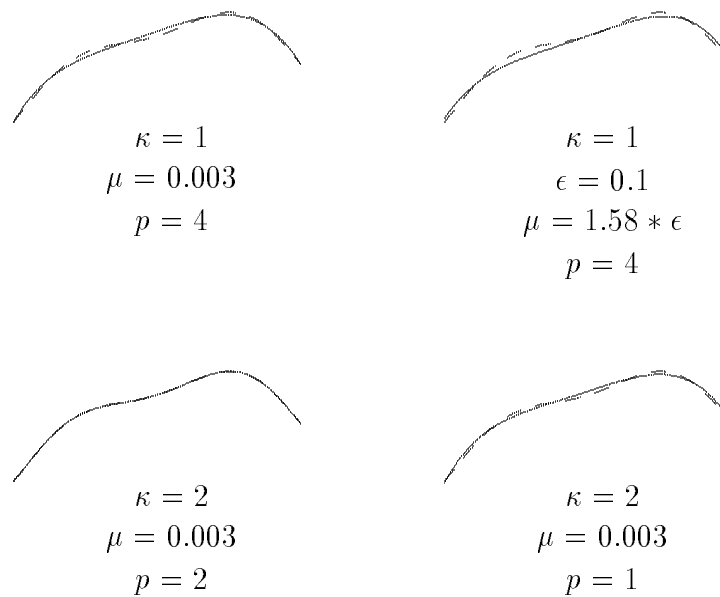 κ = 1
μ = 0.003
p = 4
κ = 1
ϵ = 0.1
μ = 1.58 ∗ ϵ
p = 4
κ = 2
μ = 0.003
p = 2
κ = 2
μ = 0.003
p = 1